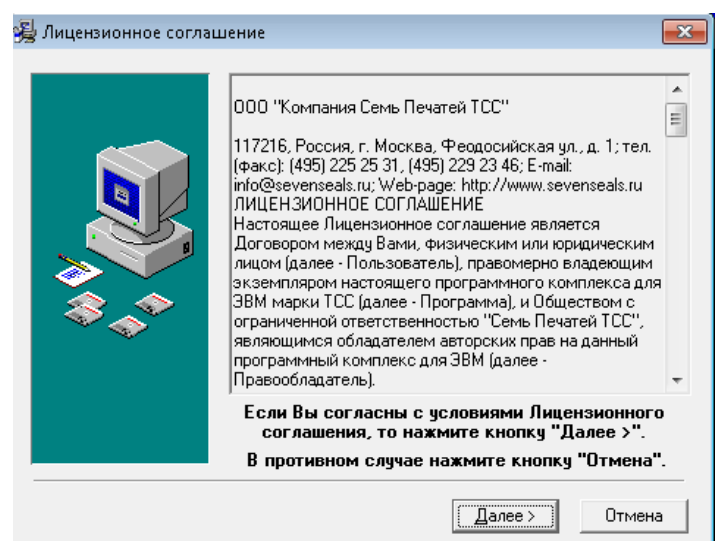 Лицензионное соглашение
ООО "Компания Семь Печатей ТСС"
117216, Россия, г. Москва, Феодосийская ул., д. 1; тел.
(факс): (495) 225 25 31, (495) 229 23 46; E-mail:
info@sevenseals.ru; Web-page: http://www.sevenseals.ru
ЛИЦЕНЗИОННОЕ СОГЛАШЕНИЕ
Настоящее Лицензионное соглашение является
Договором между Вами, физическим или юридическим
лицом (далее - Пользователь), правомерно владеющим
экземпляром настоящего программного комплекса для
ЭВМ марки ТСС (далее - Программа), и Обществом с
ограниченной ответственностью "Семь Печатей ТСС",
являющимся обладателем авторских прав на данный
программный комплекс для ЭВМ (далее -
Правообладатель).
Если Вы согласны с условиями Лицензионного
соглашения, то нажмите кнопку "Далее >".
В противном случае нажмите кнопку "Отмена".
Далее >
Отмена